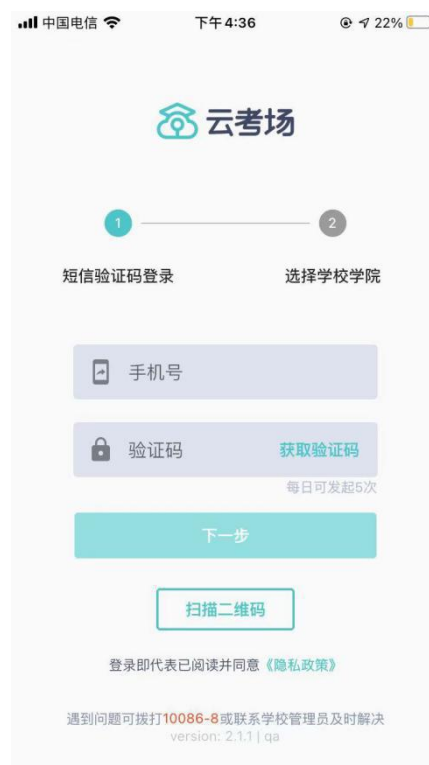 中国电信 下午4:36 22%
云考场
1 2
短信验证码登录 选择学校学院
手机号
验证码 获取验证码
每日可发起5次
下一步
扫描二维码
登录即代表已阅读并同意《隐私政策》
遇到问题可拨打10086-8或联系学校管理员及时解决
version: 2.1.1 | qa